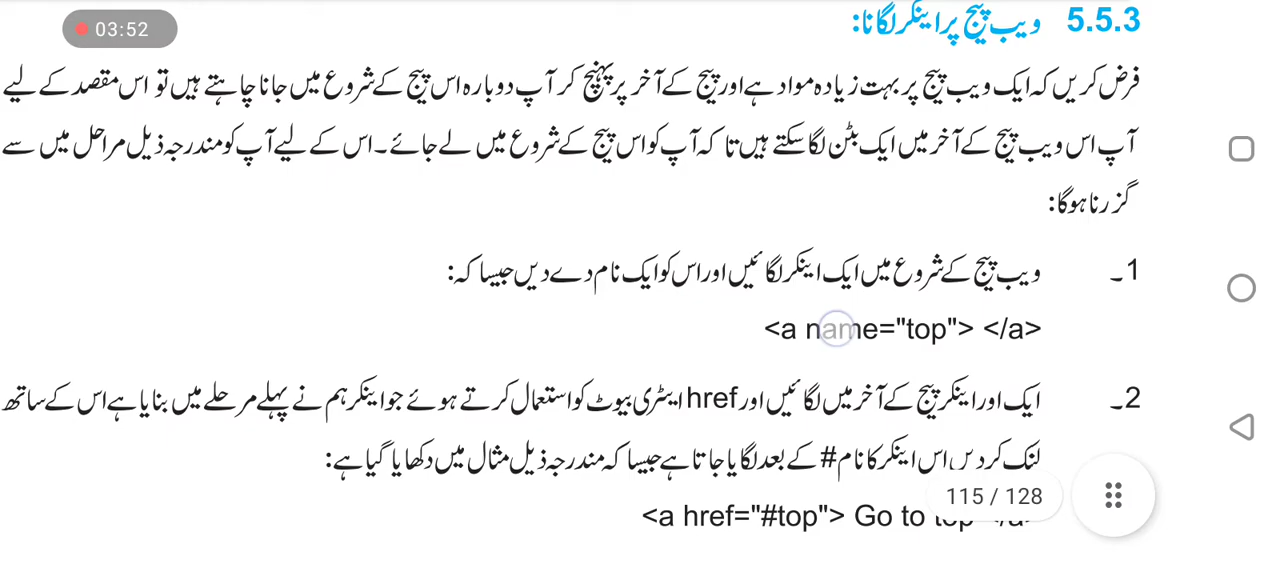 03:52
5.5.3 ویب پیج پر اینکر لگانا:
فرض کریں کہ ایک ویب پیج پر بہت زیادہ مواد ہے اور پیج کے آخر پر پہنچ کر آپ دوبارہ اس پیج کے شروع میں جانا چاہتے ہیں تو اس مقصد کے لیے
آپ اس ویب پیج کے آخر میں ایک بٹن لگا سکتے ہیں تا کہ آپ کو اس پیج کے شروع میں لے جائے۔ اس کے لیے آپ کو مندرجہ ذیل مراحل میں سے
گزرنا ہوگا:
1۔ ویب پیج کے شروع میں ایک اینکر لگائیں اور اس کو ایک نام دے دیں جیسا کہ:
<a name="top"> </a>
2۔ ایک اور اینکر پیج کے آخر میں لگائیں اور href ایٹری بیوٹ کو استعمال کرتے ہوئے جو اینکر ہم نے پہلے مرحلے میں بنایا ہے اس کے ساتھ
لنک کر دیں اس اینکر کا نام # کے بعد لگایا جاتا ہے جیسا کہ مندرجہ ذیل مثال میں دکھایا گیا ہے:
115 / 128
<a href="#top"> Go to top </a>